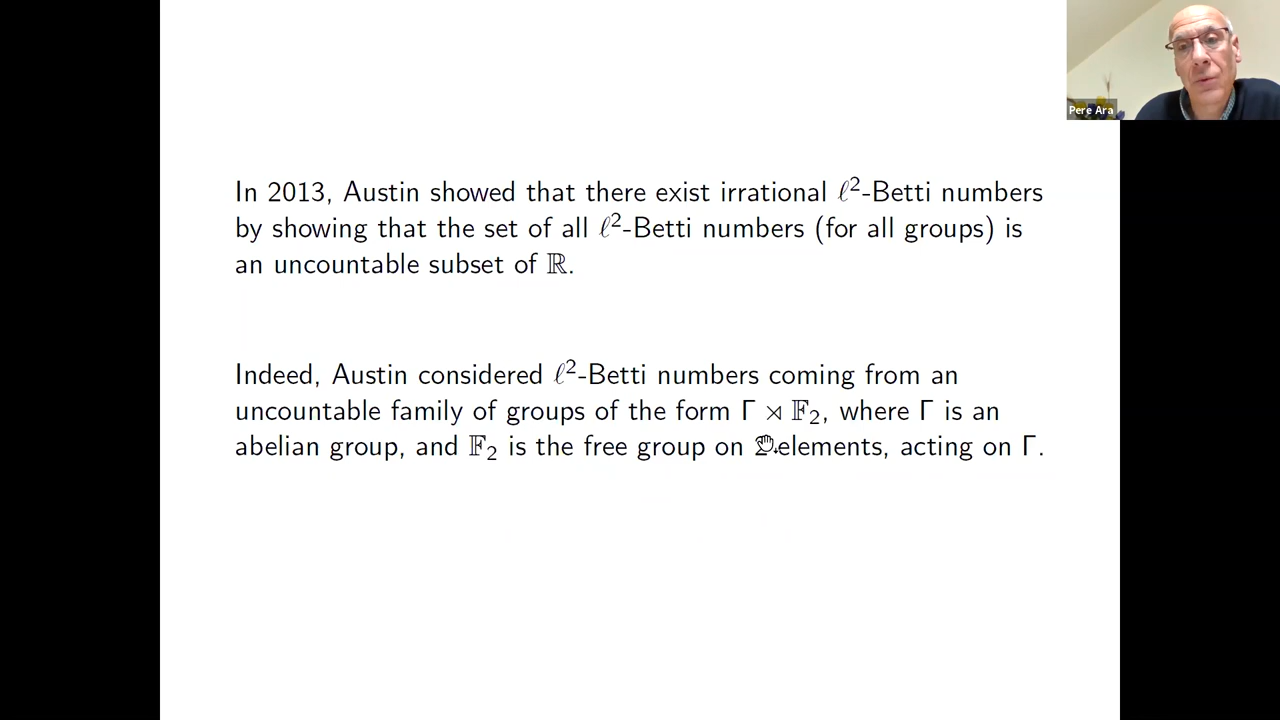 Pere Ara
In 2013, Austin showed that there exist irrational ℓ²-Betti numbers
by showing that the set of all ℓ²-Betti numbers (for all groups) is
an uncountable subset of ℝ.
Indeed, Austin considered ℓ²-Betti numbers coming from an
uncountable family of groups of the form Γ ⋊ 𝔽₂, where Γ is an
abelian group, and 𝔽₂ is the free group on 2 elements, acting on Γ.